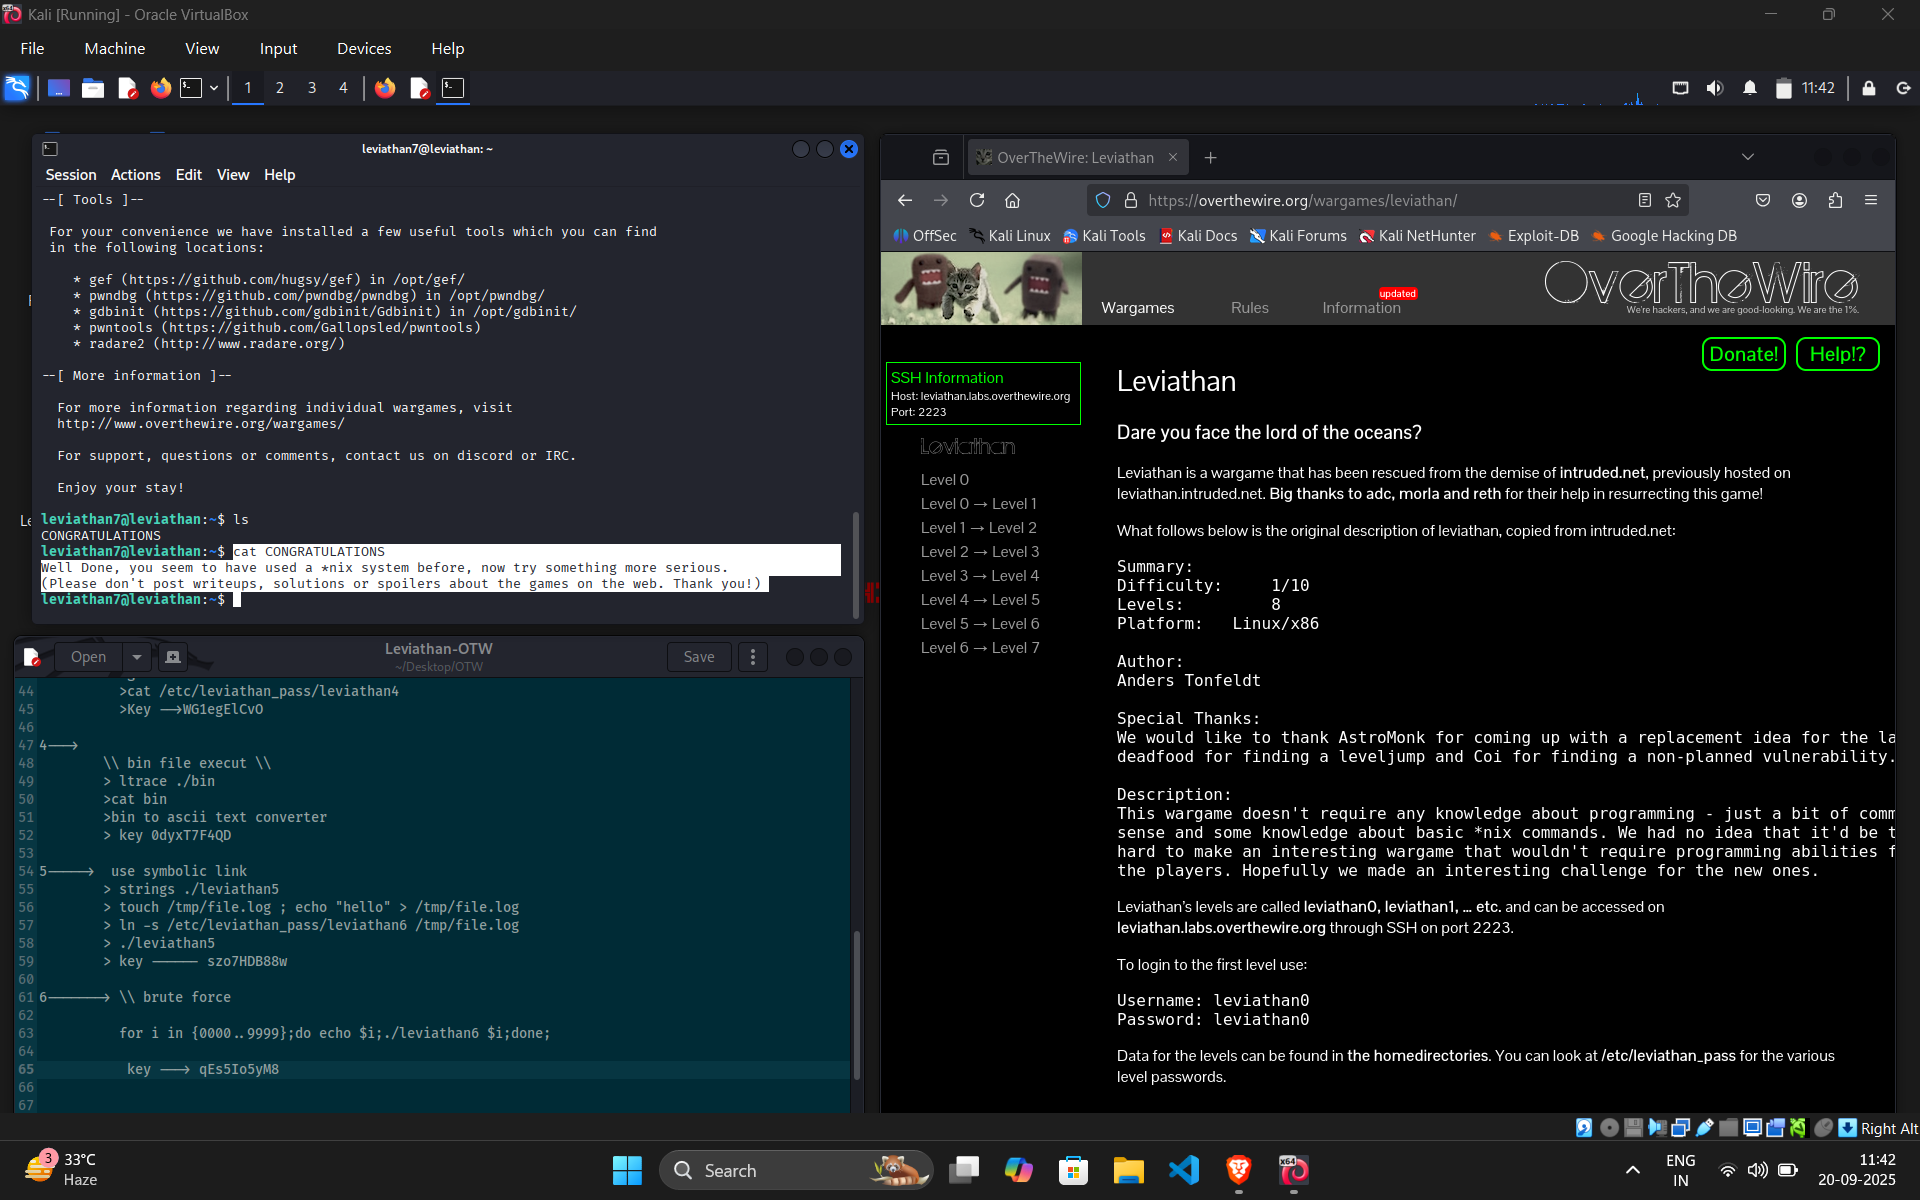 Kali [Running] - Oracle VirtualBox
File Machine View Input Devices Help
1 2 3 4
11:42
leviathan7@leviathan: ~
Session Actions Edit View Help
--[ Tools ]--
For your convenience we have installed a few useful tools which you can find
in the following locations:
* gef (https://github.com/hugsy/gef) in /opt/gef/
* pwndbg (https://github.com/pwndbg/pwndbg) in /opt/pwndbg/
* gdbinit (https://github.com/gdbinit/Gdbinit) in /opt/gdbinit/
* pwntools (https://github.com/Gallopsled/pwntools)
* radare2 (http://www.radare.org/)
--[ More information ]--
For more information regarding individual wargames, visit
http://www.overthewire.org/wargames/
For support, questions or comments, contact us on discord or IRC.
Enjoy your stay!
leviathan7@leviathan:~$ ls
CONGRATULATIONS
leviathan7@leviathan:~$ cat CONGRATULATIONS
Well Done, you seem to have used a *nix system before, now try something more serious.
(Please don't post writeups, solutions or spoilers about the games on the web. Thank you!)
leviathan7@leviathan:~$
Open
Leviathan-OTW
~/Desktop/OTW
Save
44 >cat /etc/leviathan_pass/leviathan4
45 >Key -->WG1egElCvO
46
47 4--->
48 \\ bin file execut \\
49 > ltrace ./bin
50 >cat bin
51 >bin to ascii text converter
52 > key 0dyxT7F4QD
53
54 5-----> use symbolic link
55 > strings ./leviathan5
56 > touch /tmp/file.log ; echo "hello" > /tmp/file.log
57 > ln -s /etc/leviathan_pass/leviathan6 /tmp/file.log
58 > ./leviathan5
59 > key ------ szo7HDB88w
60
61 6-------> \\ brute force
62
63 for i in {0000..9999};do echo $i;./leviathan6 $i;done;
64
65 key ---> qEs5Io5yM8
66
67
OverTheWire: Leviathan
https://overthewire.org/wargames/leviathan/
OffSec Kali Linux Kali Tools Kali Docs Kali Forums Kali NetHunter Exploit-DB Google Hacking DB
Wargames Rules Information updated
OverTheWire
We're hackers, and we are good-looking. We are the 1%.
Donate! Help!?
SSH Information
Host: leviathan.labs.overthewire.org
Port: 2223
Leviathan
Level 0
Level 0 → Level 1
Level 1 → Level 2
Level 2 → Level 3
Level 3 → Level 4
Level 4 → Level 5
Level 5 → Level 6
Level 6 → Level 7
Leviathan
Dare you face the lord of the oceans?
Leviathan is a wargame that has been rescued from the demise of intruded.net, previously hosted on
leviathan.intruded.net. Big thanks to adc, morla and reth for their help in resurrecting this game!
What follows below is the original description of leviathan, copied from intruded.net:
Summary:
Difficulty: 1/10
Levels: 8
Platform: Linux/x86
Author:
Anders Tonfeldt
Special Thanks:
We would like to thank AstroMonk for coming up with a replacement idea for the la
deadfood for finding a leveljump and Coi for finding a non-planned vulnerability.
Description:
This wargame doesn't require any knowledge about programming - just a bit of comm
sense and some knowledge about basic *nix commands. We had no idea that it'd be t
hard to make an interesting wargame that wouldn't require programming abilities f
the players. Hopefully we made an interesting challenge for the new ones.
Leviathan's levels are called leviathan0, leviathan1, ... etc. and can be accessed on
leviathan.labs.overthewire.org through SSH on port 2223.
To login to the first level use:
Username: leviathan0
Password: leviathan0
Data for the levels can be found in the homedirectories. You can look at /etc/leviathan_pass for the various
level passwords.
Right Alt
3
33°C
Haze
Search
ENG
IN
11:42
20-09-2025